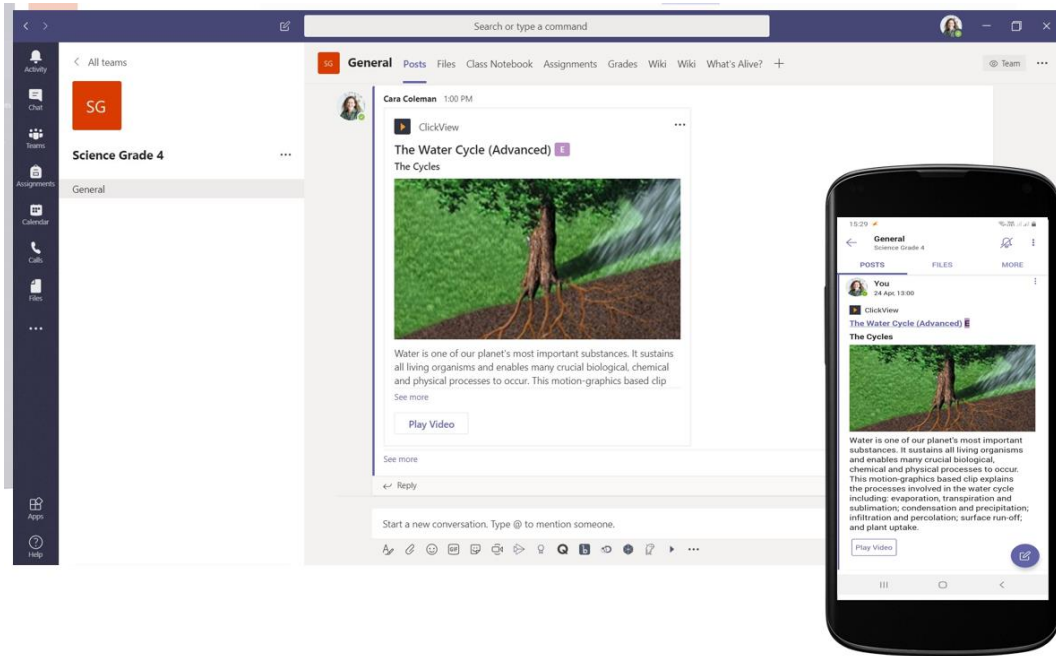 Search or type a command
Activity
Chat
Teams
Assignments
Calendar
Calls
Files
Apps
Help
All teams
SG
Science Grade 4
General
SG General Posts Files Class Notebook Assignments Grades Wiki Wiki What's Alive?
Team
Cara Coleman 1:00 PM
ClickView
The Water Cycle (Advanced) E
The Cycles
Water is one of our planet's most important substances. It sustains
all living organisms and enables many crucial biological, chemical
and physical processes to occur. This motion-graphics based clip
See more
Play Video
See more
Reply
Start a new conversation. Type @ to mention someone.
GIF
15:29
General
Science Grade 4
POSTS FILES MORE
You
24 Apr, 13:00
ClickView
The Water Cycle (Advanced) E
The Cycles
Water is one of our planet's most important
substances. It sustains all living organisms
and enables many crucial biological,
chemical and physical processes to occur.
This motion-graphics based clip explains
the processes involved in the water cycle
including: evaporation, transpiration and
sublimation; condensation and precipitation;
infiltration and percolation; surface run-off;
and plant uptake.
Play Video